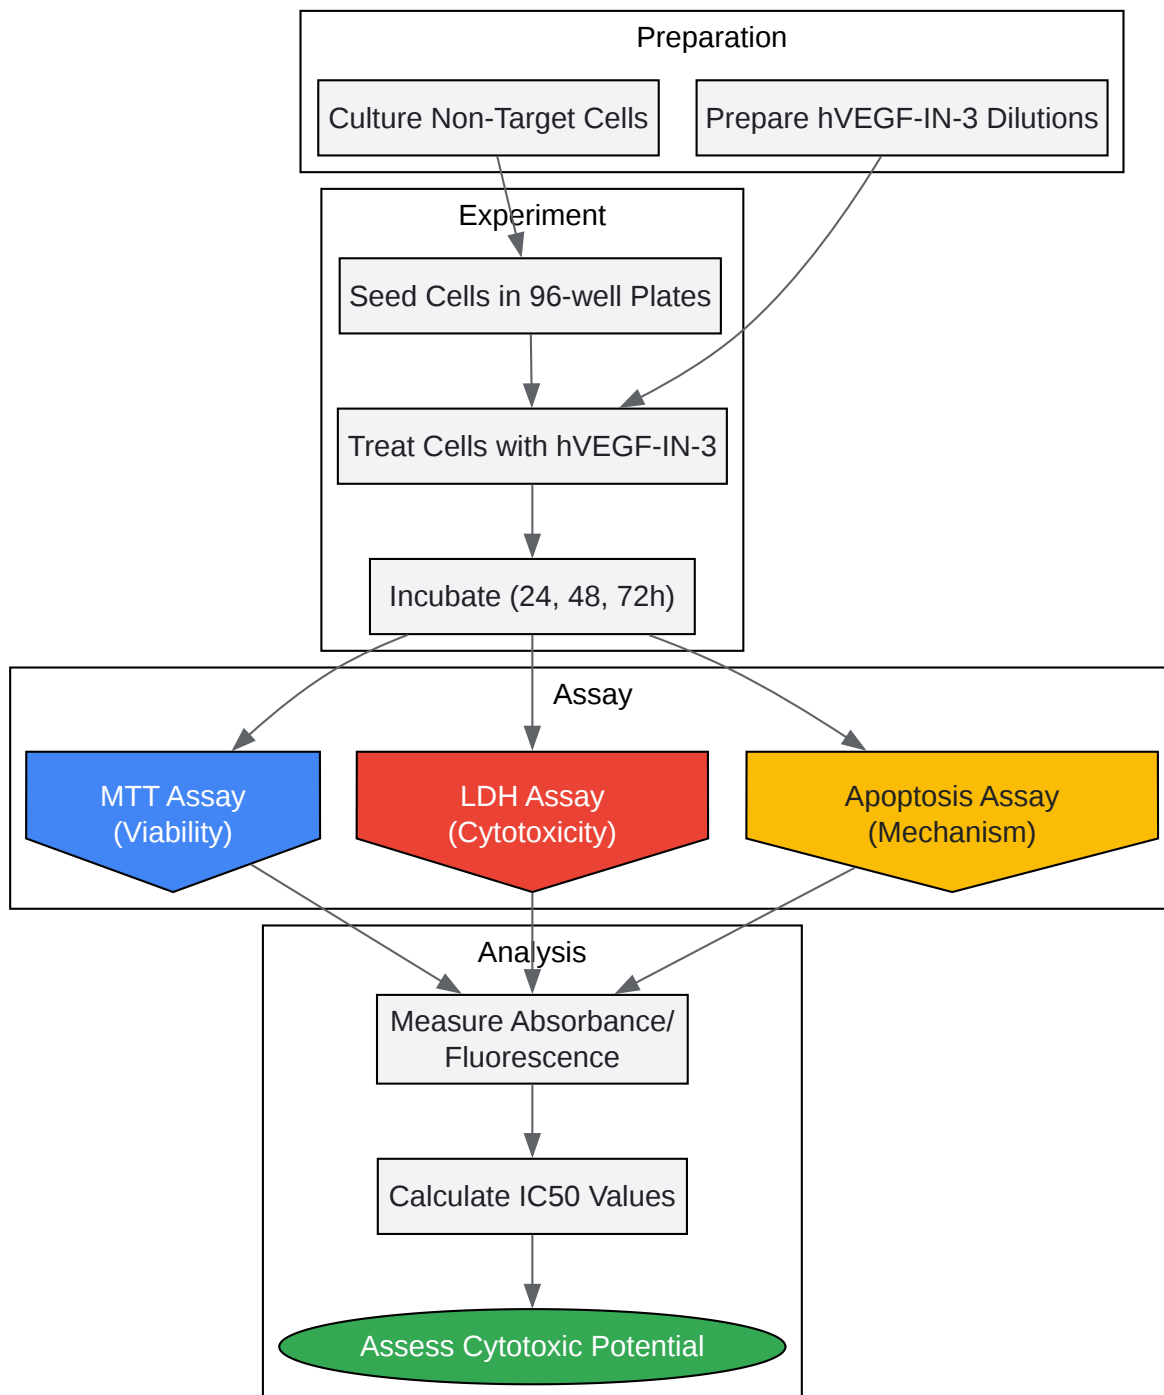 Preparation
Culture Non-Target Cells
Prepare hVEGF-IN-3 Dilutions
Experiment
Seed Cells in 96-well Plates
Treat Cells with hVEGF-IN-3
Incubate (24, 48, 72h)
Assay
MTT Assay
(Viability)
LDH Assay
(Cytotoxicity)
Apoptosis Assay
(Mechanism)
Analysis
Measure Absorbance/
Fluorescence
Calculate IC50 Values
Assess Cytotoxic Potential